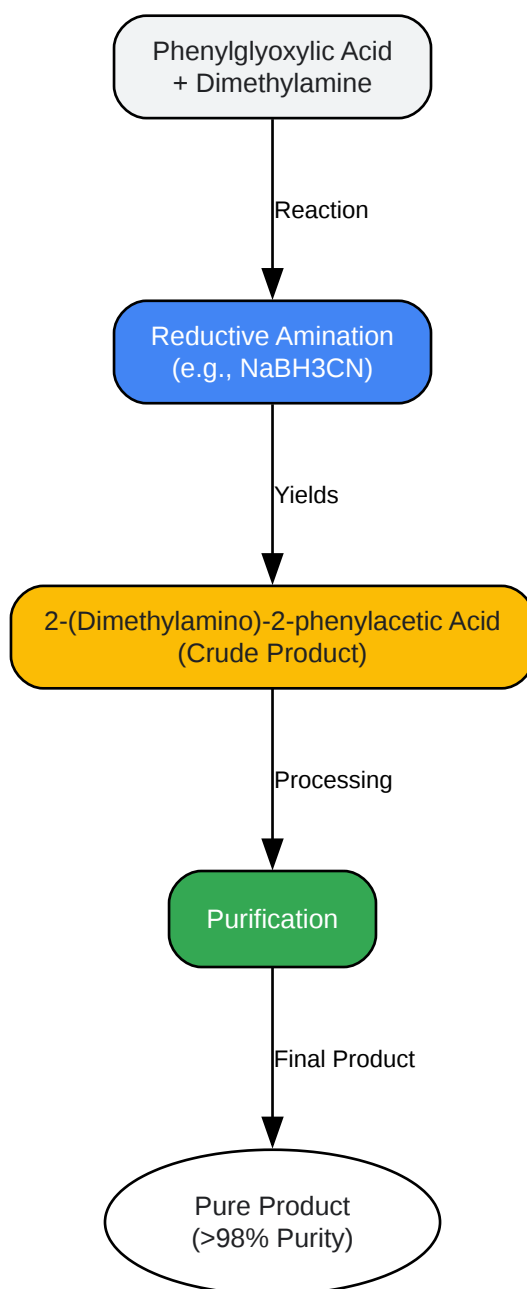 Phenylglyoxylic Acid
+ Dimethylamine
Reaction
Reductive Amination
(e.g., NaBH3CN)
Yields
2-(Dimethylamino)-2-phenylacetic Acid
(Crude Product)
Processing
Purification
Final Product
Pure Product
(>98% Purity)